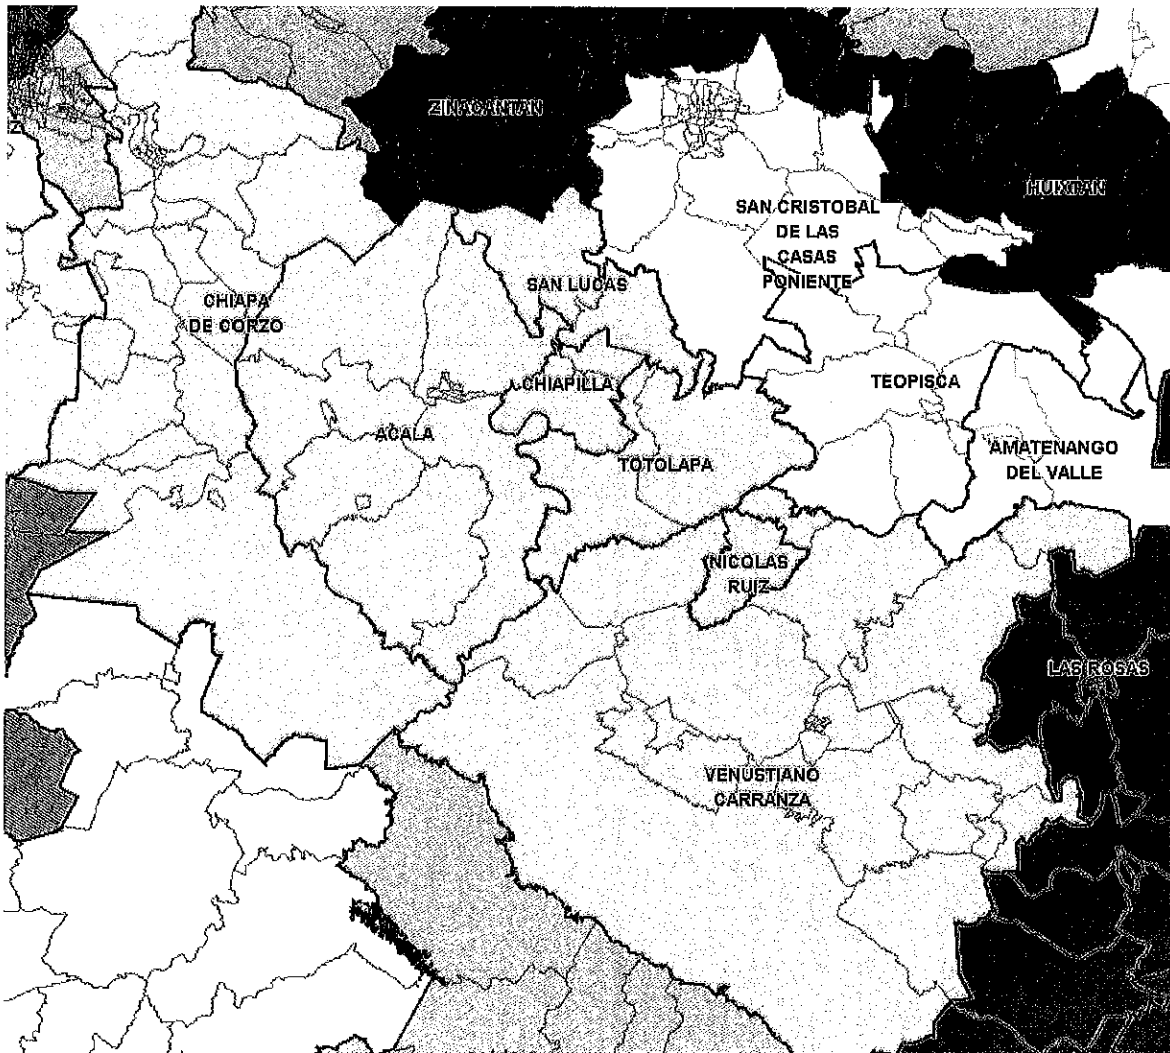 ZINACANTAN
HUIXTAN
SAN CRISTOBAL
DE LAS
CASAS
PONIENTE
SAN LUCAS
CHIAPA
DE CORZO
CHIAPILLA
TEOPISCA
ACALA
AMATENANGO
DEL VALLE
TOTOLAPA
NICOLAS
RUIZ
LAS ROSAS
VENUSTIANO
CARRANZA